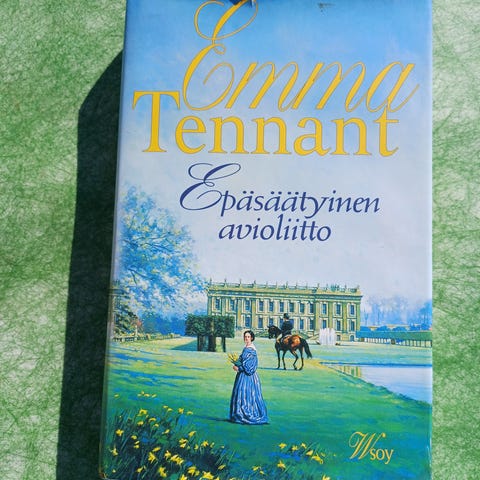 Emma
Tennant
Epäsäätyinen
avioliitto
Wsoy